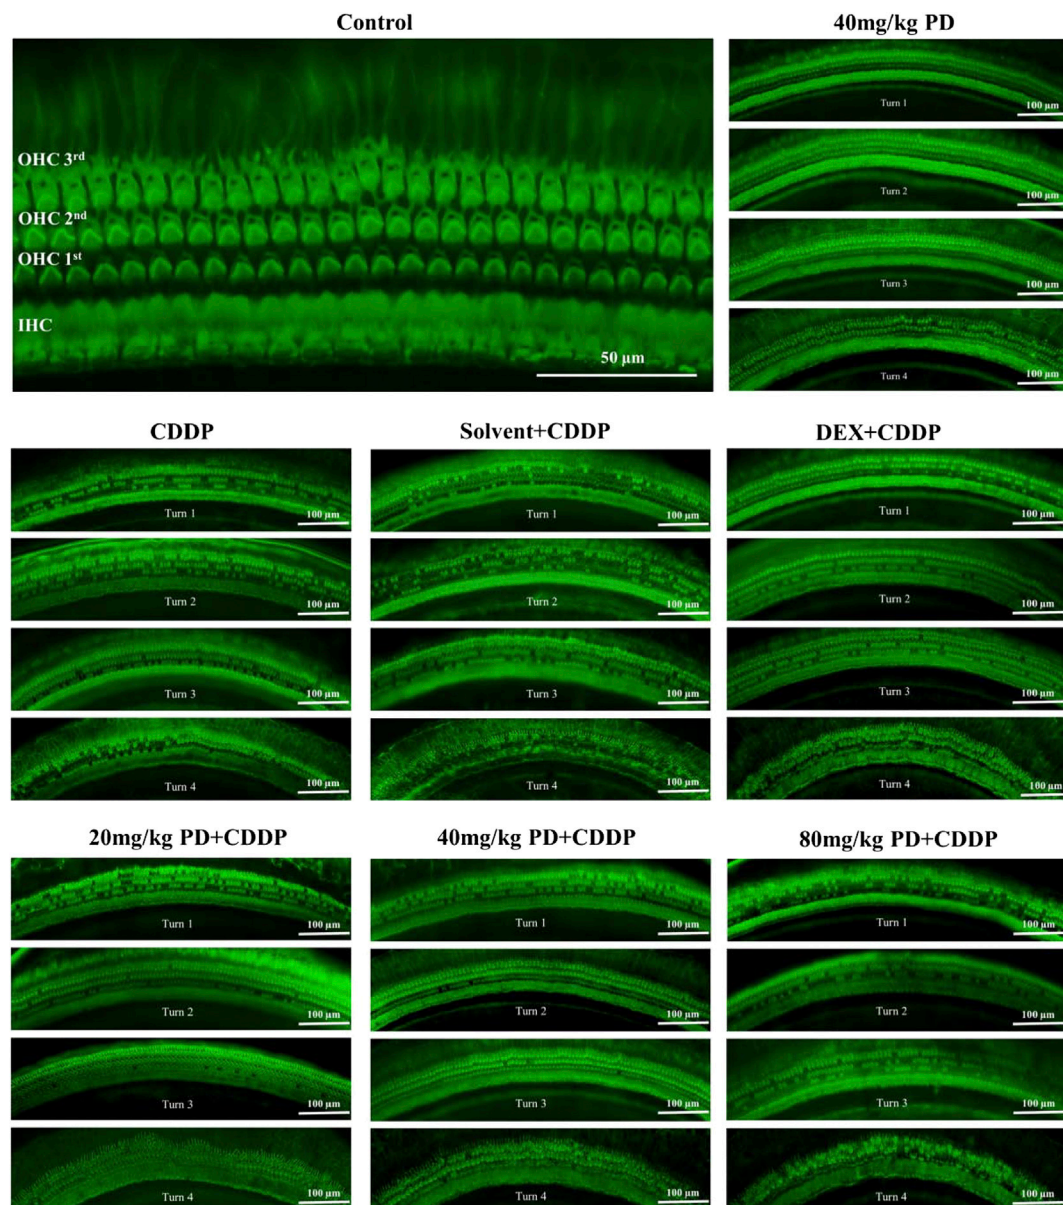 Control
OHC 3rd
OHC 2nd
OHC 1st
IHC
50 µm
40mg/kg PD
Turn 1
100 µm
Turn 2
100 µm
Turn 3
100 µm
Turn 4
100 µm
CDDP
Turn 1
100 µm
Turn 2
100 µm
Turn 3
100 µm
Turn 4
100 µm
Solvent+CDDP
Turn 1
100 µm
Turn 2
100 µm
Turn 3
100 µm
Turn 4
100 µm
DEX+CDDP
Turn 1
100 µm
Turn 2
100 µm
Turn 3
100 µm
Turn 4
100 µm
20mg/kg PD+CDDP
Turn 1
100 µm
Turn 2
100 µm
Turn 3
100 µm
Turn 4
100 µm
40mg/kg PD+CDDP
Turn 1
100 µm
Turn 2
100 µm
Turn 3
100 µm
Turn 4
100 µm
80mg/kg PD+CDDP
Turn 1
100 µm
Turn 2
100 µm
Turn 3
100 µm
Turn 4
100 µm